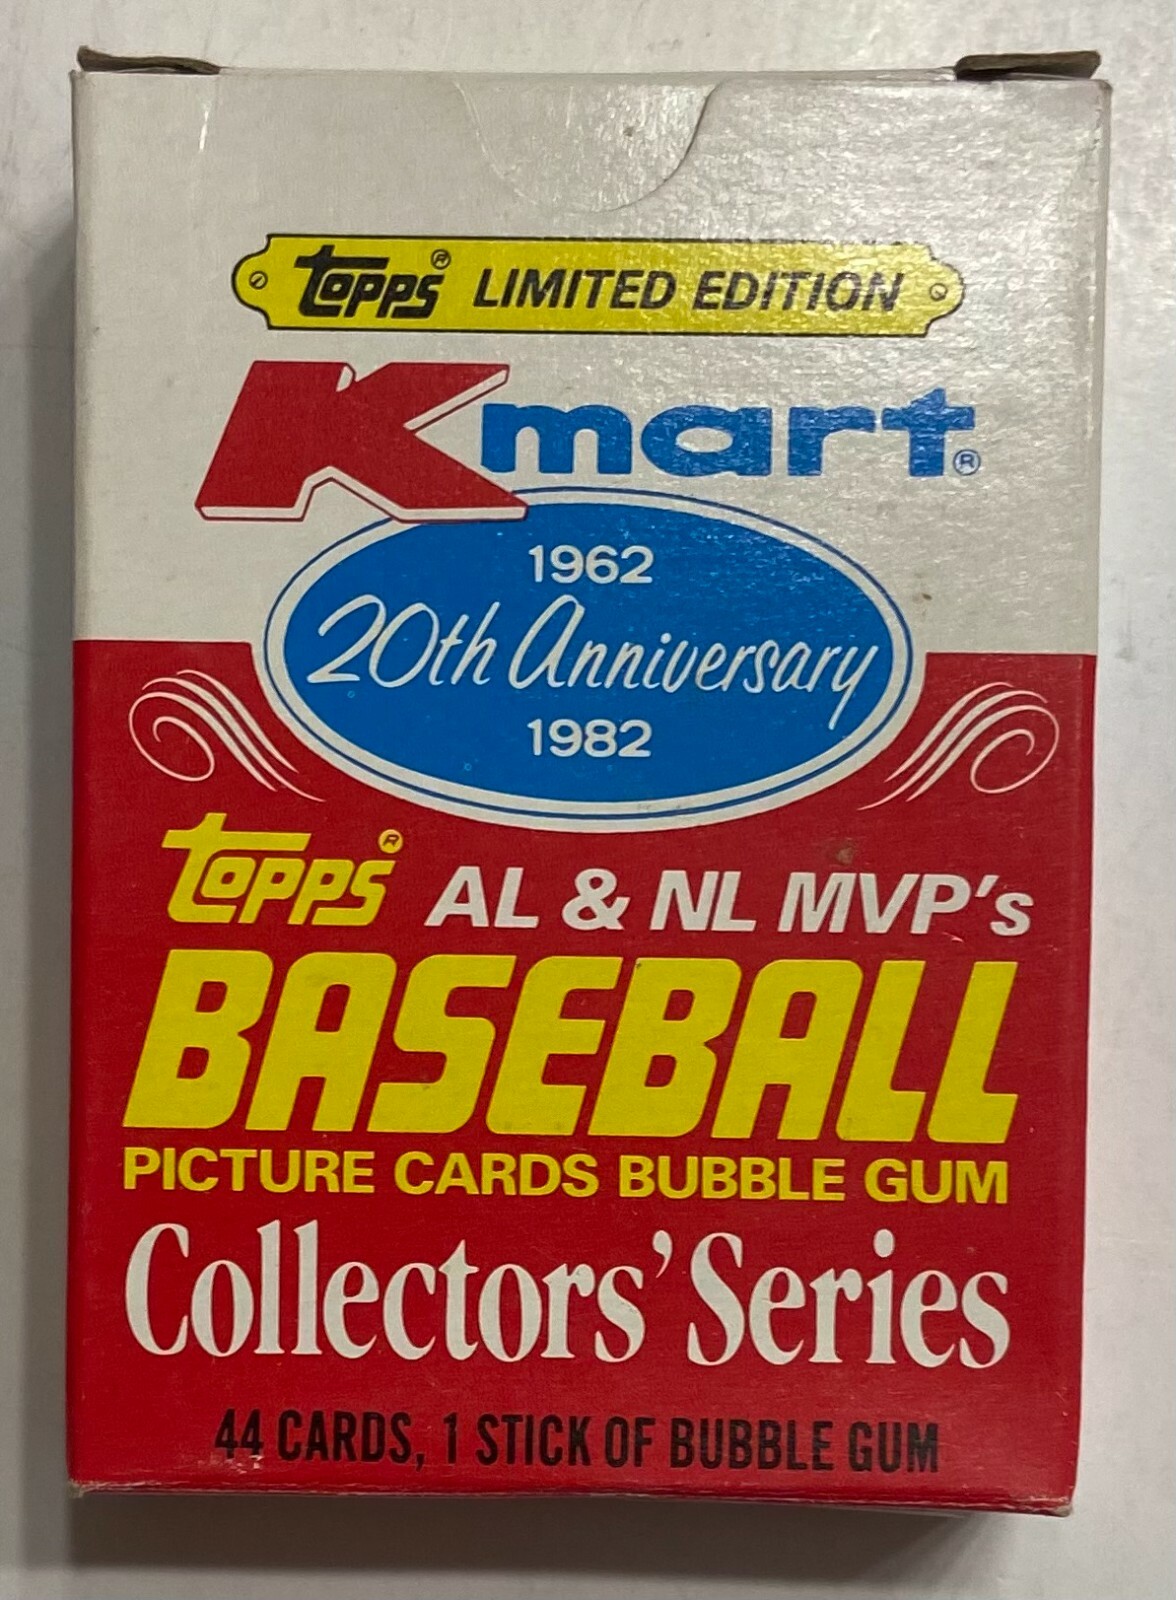 topps® LIMITED EDITION
Kmart®
1962
20th Anniversary
1982
topps® AL & NL MVP's
BASEBALL
PICTURE CARDS BUBBLE GUM
Collectors' Series
44 CARDS, 1 STICK OF BUBBLE GUM